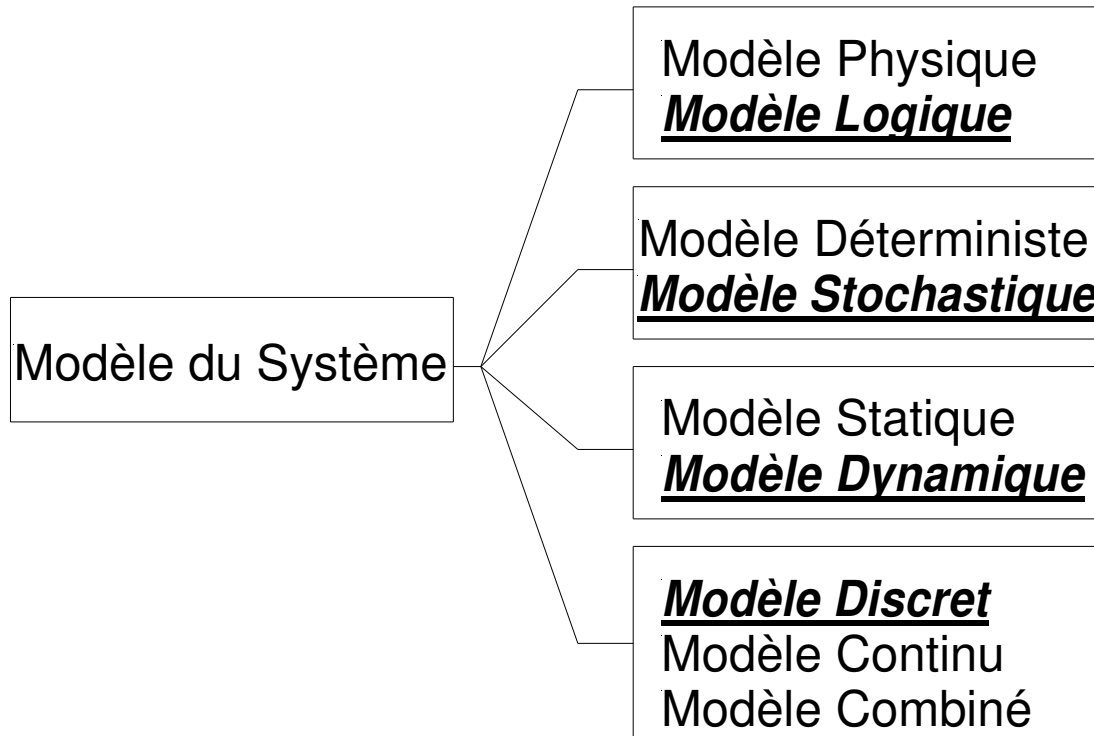 Modèle du Système
Modèle Physique
Modèle Logique
Modèle Déterministe
Modèle Stochastique
Modèle Statique
Modèle Dynamique
Modèle Discret
Modèle Continu
Modèle Combiné